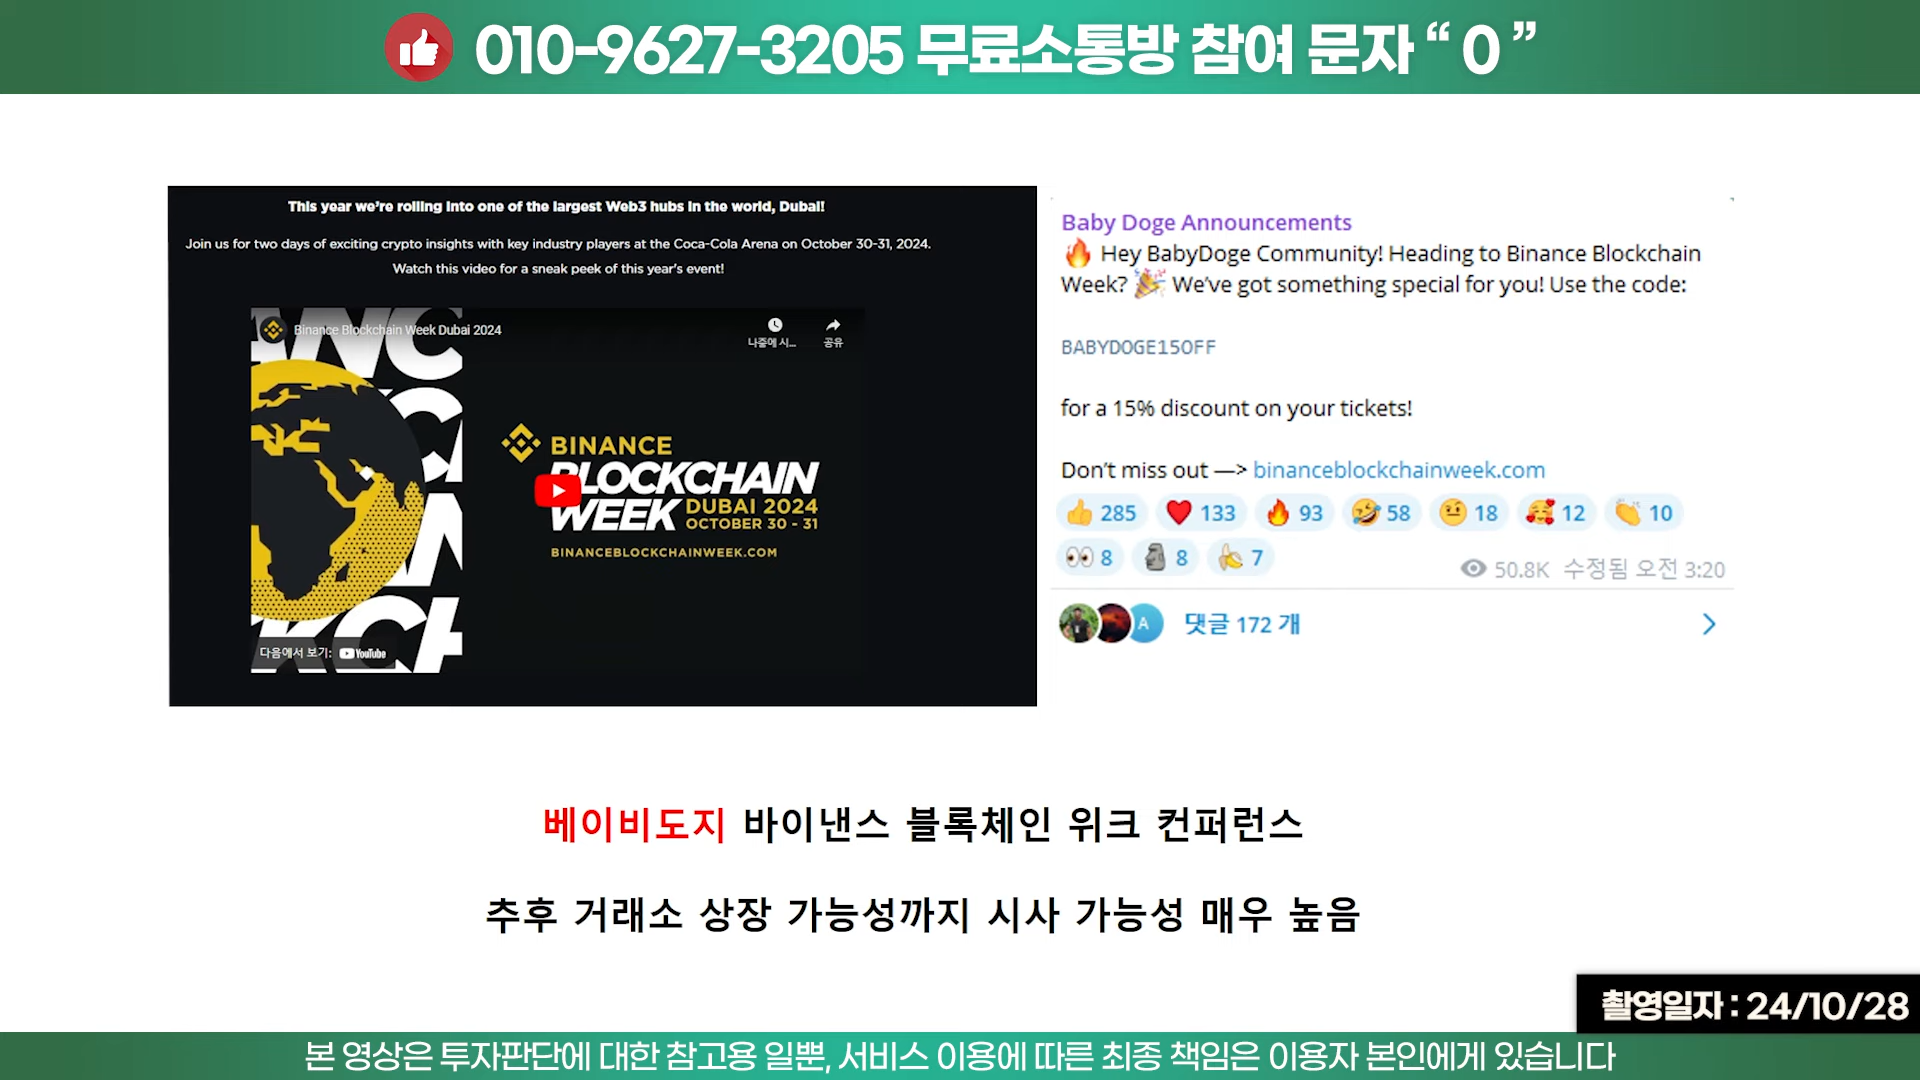 010-9627-3205 무료소통방 참여 문자 “ 0 ”
This year we're rolling into one of the largest Web3 hubs in the world, Dubai!
Join us for two days of exciting crypto insights with key industry players at the Coca-Cola Arena on October 30-31, 2024.
Watch this video for a sneak peek of this year's event!
Binance Blockchain Week Dubai 2024
나중에 시...
공유
BINANCE
BLOCKCHAIN
WEEK DUBAI 2024
OCTOBER 30 - 31
BINANCEBLOCKCHAINWEEK.COM
다음에서 보기: YouTube
Baby Doge Announcements
🔥 Hey BabyDoge Community! Heading to Binance Blockchain
Week? 🎉 We've got something special for you! Use the code:
BABYDOGE15OFF
for a 15% discount on your tickets!
Don't miss out —> binanceblockchainweek.com
👍 285 ❤️ 133 🔥 93 🤣 58 🤨 18 🥰 12 👏 10
👀 8 🗿 8 🍌 7
50.8K 수정됨 오전 3:20
A 댓글 172 개
베이비도지 바이낸스 블록체인 위크 컨퍼런스
추후 거래소 상장 가능성까지 시사 가능성 매우 높음
촬영일자 : 24/10/28
본 영상은 투자판단에 대한 참고용 일뿐, 서비스 이용에 따른 최종 책임은 이용자 본인에게 있습니다